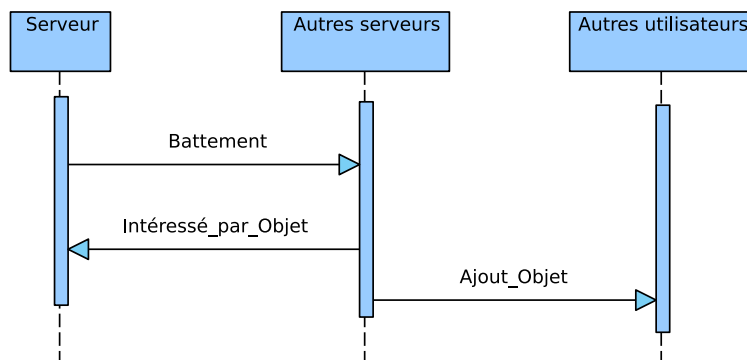 Serveur
Autres serveurs
Autres utilisateurs
Battement
Intéressé_par_Objet
Ajout_Objet